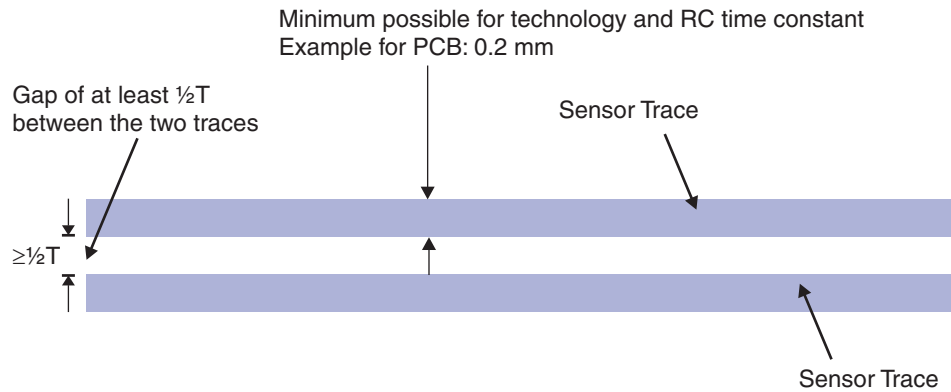 Minimum possible for technology and RC time constant
Example for PCB: 0.2 mm
Gap of at least ½T
between the two traces
Sensor Trace
≥½T
Sensor Trace